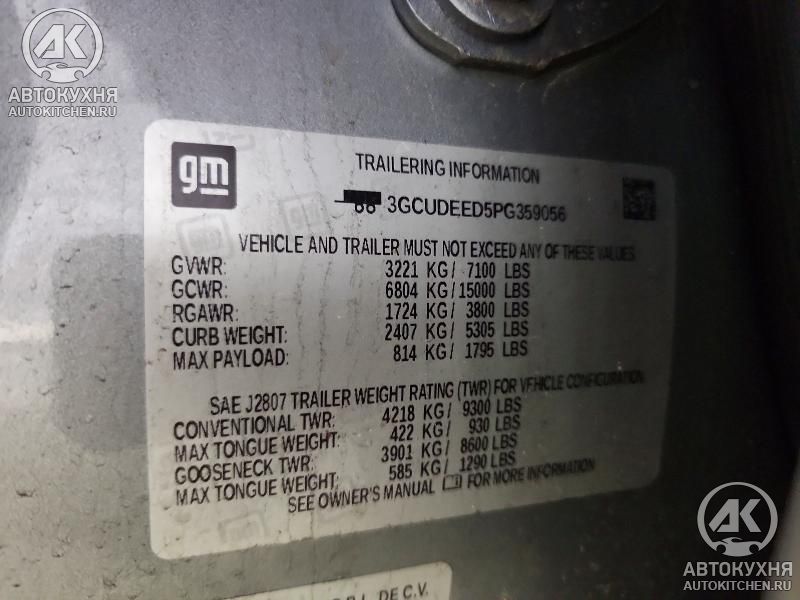 АК
АВТОКУХНЯ
AUTOKITCHEN.RU
gm
TRAILERING INFORMATION
3GCUDEED5PG359056
VEHICLE AND TRAILER MUST NOT EXCEED ANY OF THESE VALUES
GVWR: 3221 KG/ 7100 LBS
GCWR: 6804 KG/15000 LBS
RGAWR: 1724 KG/ 3800 LBS
CURB WEIGHT: 2407 KG/ 5305 LBS
MAX PAYLOAD: 814 KG/ 1795 LBS
SAE J2807 TRAILER WEIGHT RATING (TWR) FOR VEHICLE CONFIGURATION
CONVENTIONAL TWR: 4218 KG/ 9300 LBS
MAX TONGUE WEIGHT: 422 KG/ 930 LBS
GOOSENECK TWR: 3901 KG/ 8600 LBS
MAX TONGUE WEIGHT: 585 KG/ 1290 LBS
SEE OWNER'S MANUAL FOR MORE INFORMATION
DE C.V.
АК
АВТОКУХНЯ
AUTOKITCHEN.RU